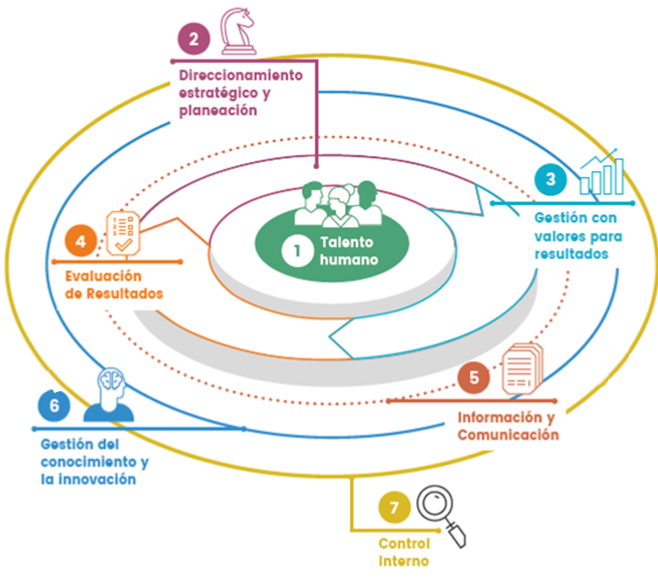 2
Direccionamiento
estratégico y
planeación
3
Gestión con
valores para
resultados
1 Talento
humano
4
Evaluación
de Resultados
5
Información y
Comunicación
6
Gestión del
conocimiento y
la innovación
7
Control
Interno